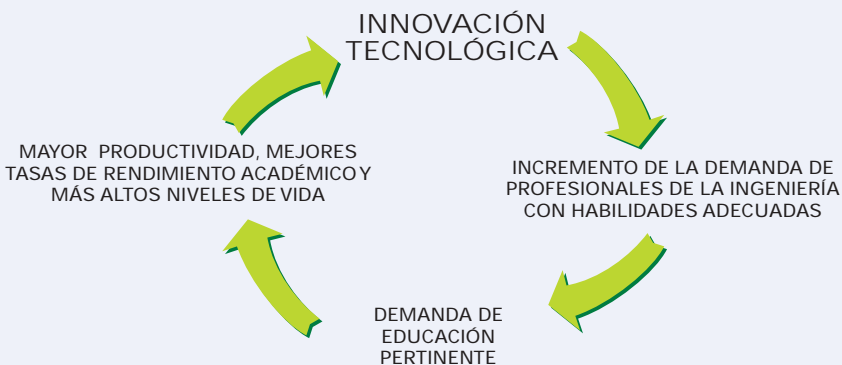 INNOVACIÓN
TECNOLÓGICA
INCREMENTO DE LA DEMANDA DE
PROFESIONALES DE LA INGENIERÍA
CON HABILIDADES ADECUADAS
DEMANDA DE
EDUCACIÓN
PERTINENTE
MAYOR PRODUCTIVIDAD, MEJORES
TASAS DE RENDIMIENTO ACADÉMICO Y
MÁS ALTOS NIVELES DE VIDA